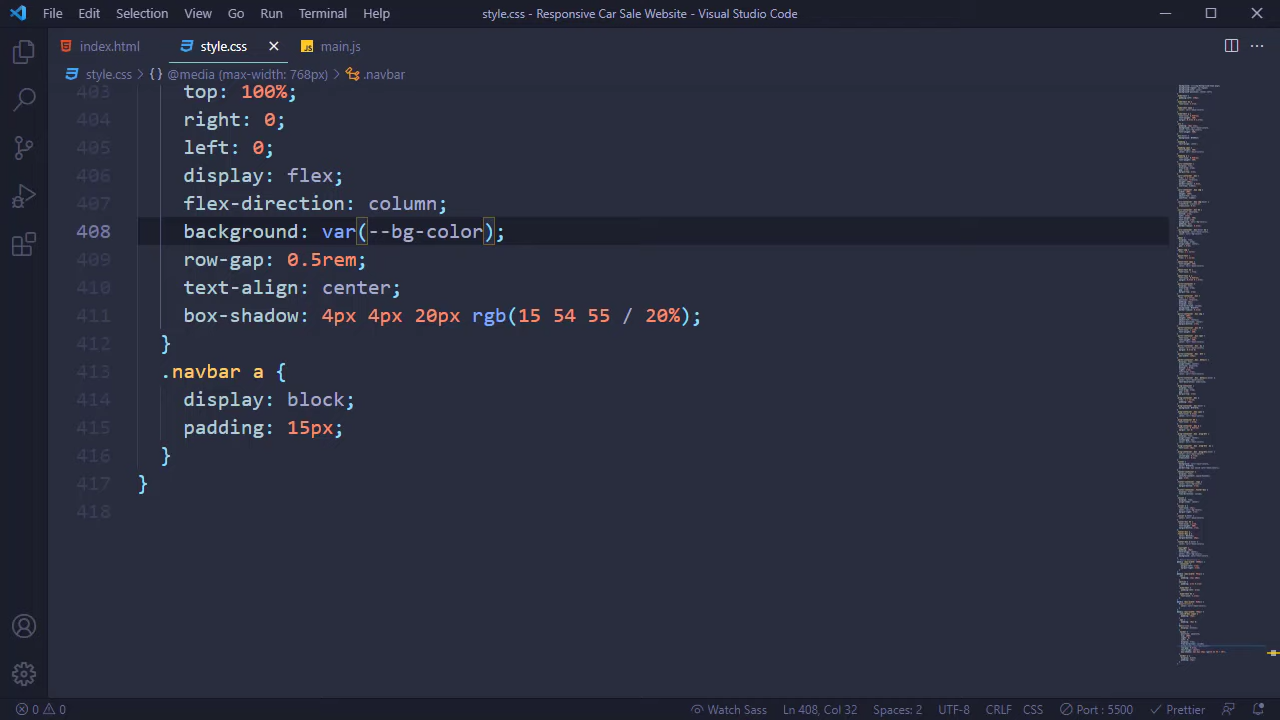 File Edit Selection View Go Run Terminal Help style.css - Responsive Car Sale Website - Visual Studio Code
index.html style.css main.js
style.css > {} @media (max-width: 768px) > .navbar
403 top: 100%;
404 right: 0;
405 left: 0;
406 display: flex;
407 flex-direction: column;
408 background: var(--bg-color);
409 row-gap: 0.5rem;
410 text-align: center;
411 box-shadow: 4px 4px 20px rgb(15 54 55 / 20%);
412 }
413 .navbar a {
414 display: block;
415 padding: 15px;
416 }
417 }
418
0 0 Watch Sass Ln 408, Col 32 Spaces: 2 UTF-8 CRLF CSS Port : 5500 Prettier